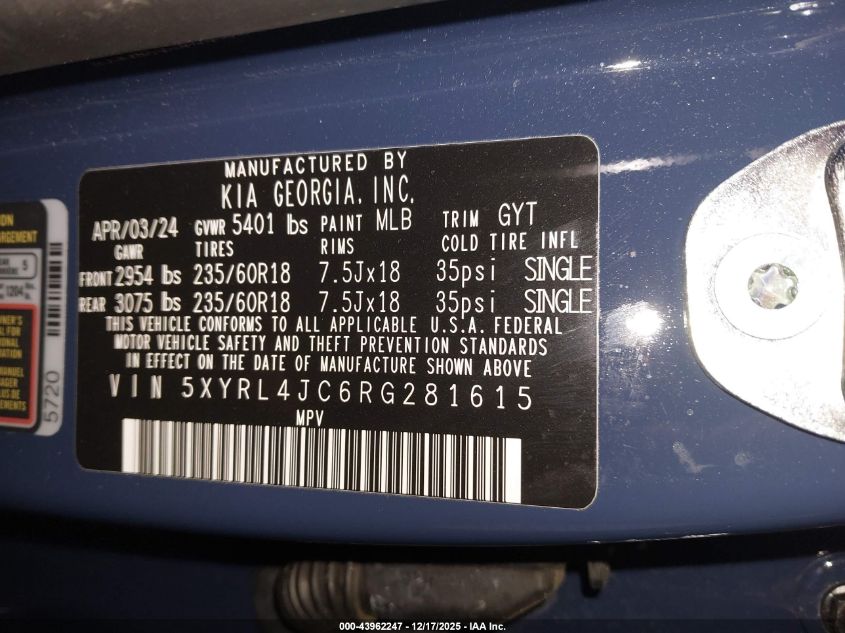 MANUFACTURED BY
KIA GEORGIA, INC.
APR/03/24 GVWR 5401 lbs PAINT MLB TRIM GYT
GAWR TIRES RIMS COLD TIRE INFL
FRONT 2954 lbs 235/60R18 7.5Jx18 35psi SINGLE
REAR 3075 lbs 235/60R18 7.5Jx18 35psi SINGLE
THIS VEHICLE CONFORMS TO ALL APPLICABLE U.S.A. FEDERAL
MOTOR VEHICLE SAFETY AND THEFT PREVENTION STANDARDS
IN EFFECT ON THE DATE OF MANUFACTURE SHOWN ABOVE
VIN 5XYRL4JC6RG281615
MPV
5
1204
5720
000-43962247 - 12/17/2025 - IAA Inc.